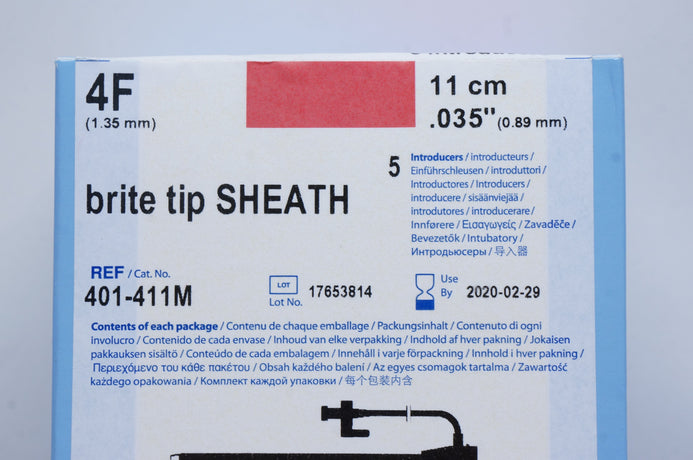 4F
(1.35 mm)
11 cm
.035" (0.89 mm)
5
Introducers / introducteurs /
Einführschleusen / introduttori /
Introductores / Introducers /
introducere / sisäänviejää /
introdutores / introducerare /
Innførere / Εισαγωγείς / Zavaděče /
Bevezetők / Intubatory /
Интродьюсеры / 导入器
brite tip SHEATH
REF / Cat. No.
401-411M
LOT
Lot No.
17653814
Use
By
2020-02-29
Contents of each package / Contenu de chaque emballage / Packungsinhalt / Contenuto di ogni
involucro / Contenido de cada envase / Inhoud van elke verpakking / Indhold af hver pakning / Jokaisen
pakkauksen sisältö / Conteúdo de cada embalagem / Innehåll i varje förpackning / Innhold i hver pakning /
Περιεχόμενο του κάθε πακέτου / Obsah každého balení / Az egyes csomagok tartalma / Zawartość
każdego opakowania / Комплект каждой упаковки / 每个包装内含